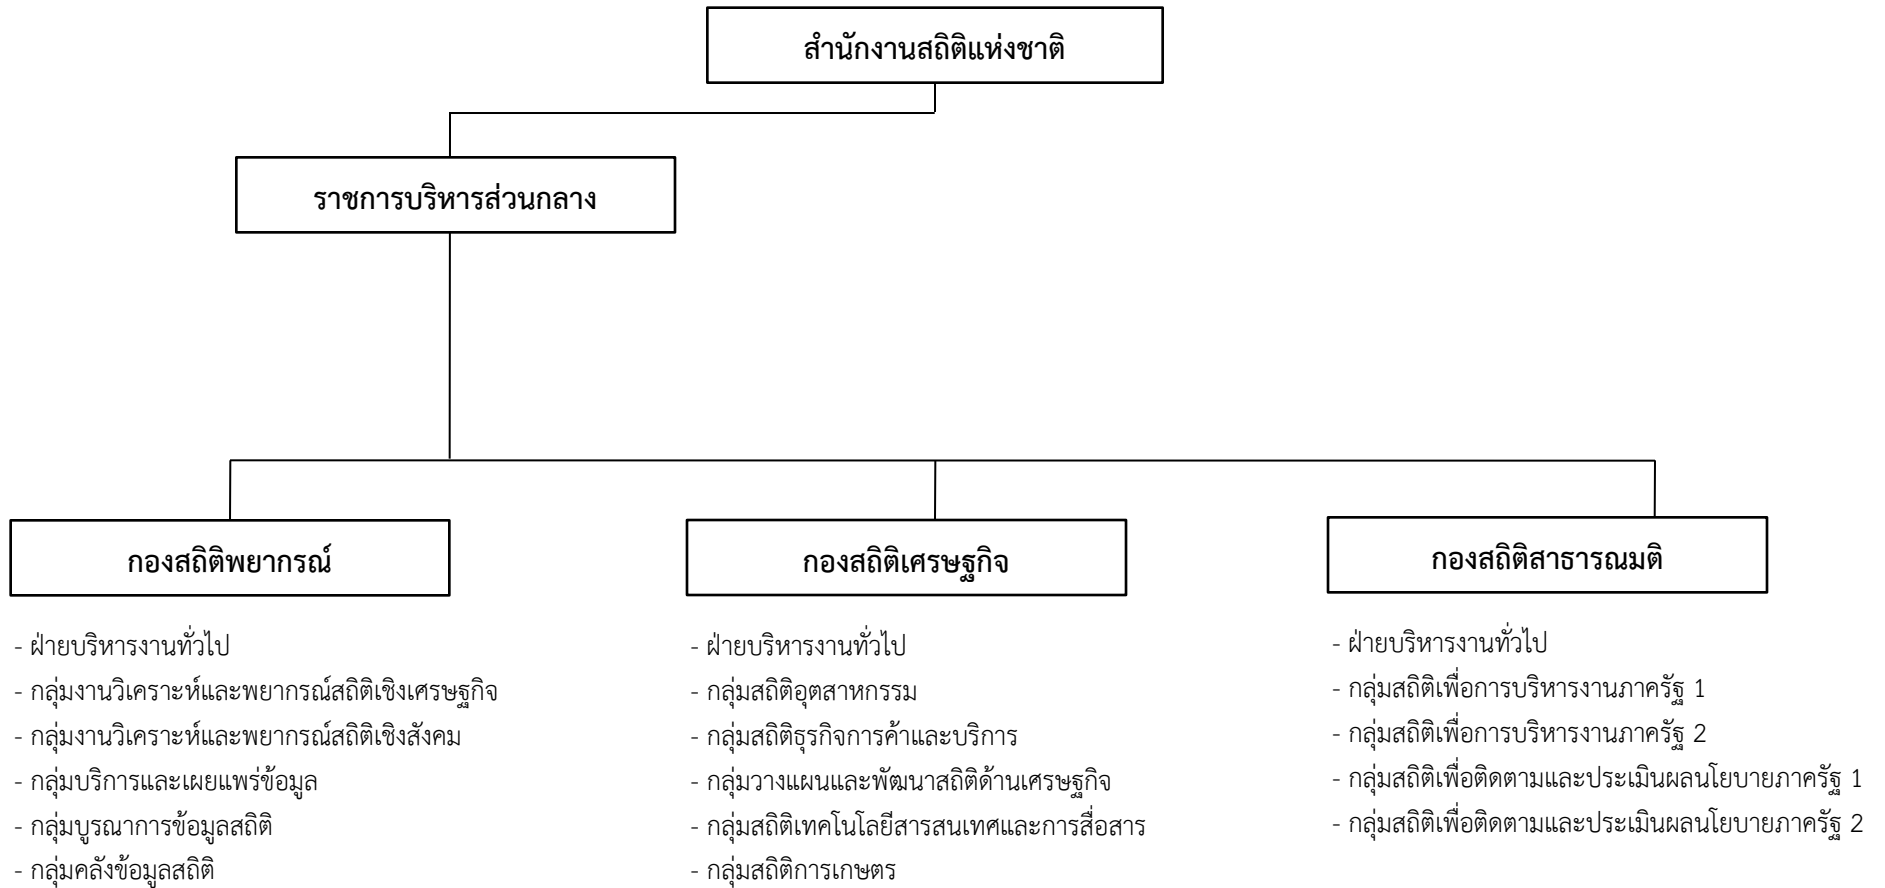 สำนักงานสถิติแห่งชาติ
ราชการบริหารส่วนกลาง
กองสถิติพยากรณ์
- ฝ่ายบริหารงานทั่วไป
- กลุ่มงานวิเคราะห์และพยากรณ์สถิติเชิงเศรษฐกิจ
- กลุ่มงานวิเคราะห์และพยากรณ์สถิติเชิงสังคม
- กลุ่มบริการและเผยแพร่ข้อมูล
- กลุ่มบูรณาการข้อมูลสถิติ
- กลุ่มคลังข้อมูลสถิติ
กองสถิติเศรษฐกิจ
- ฝ่ายบริหารงานทั่วไป
- กลุ่มสถิติอุตสาหกรรม
- กลุ่มสถิติธุรกิจการค้าและบริการ
- กลุ่มวางแผนและพัฒนาสถิติด้านเศรษฐกิจ
- กลุ่มสถิติเทคโนโลยีสารสนเทศและการสื่อสาร
- กลุ่มสถิติการเกษตร
กองสถิติสาธารณมติ
- ฝ่ายบริหารงานทั่วไป
- กลุ่มสถิติเพื่อการบริหารงานภาครัฐ 1
- กลุ่มสถิติเพื่อการบริหารงานภาครัฐ 2
- กลุ่มสถิติเพื่อติดตามและประเมินผลนโยบายภาครัฐ 1
- กลุ่มสถิติเพื่อติดตามและประเมินผลนโยบายภาครัฐ 2